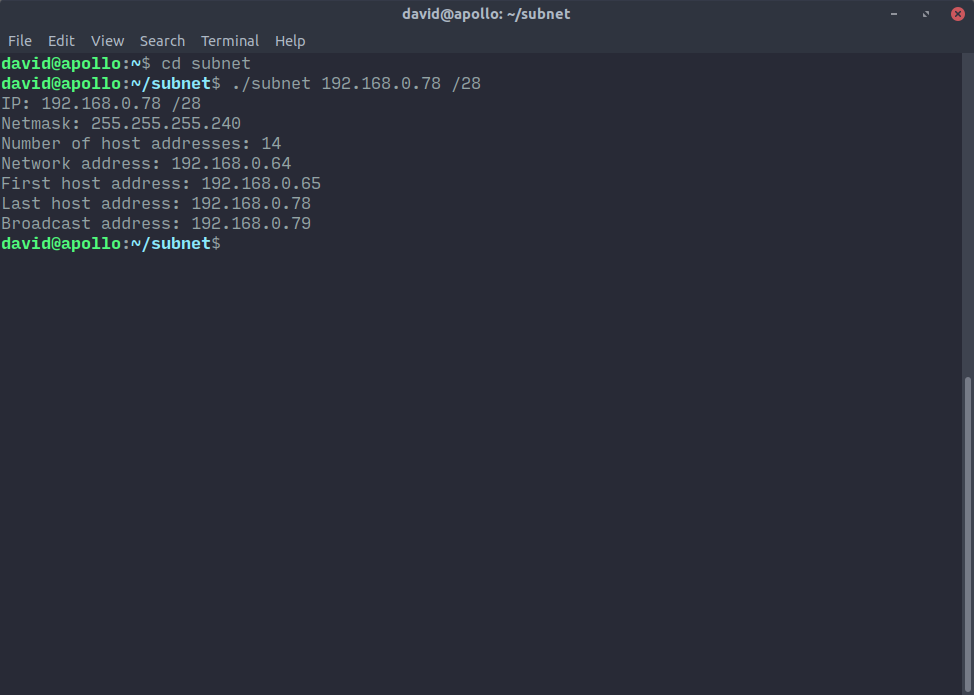 david@apollo: ~/subnet
File Edit View Search Terminal Help
david@apollo:~$ cd subnet
david@apollo:~/subnet$ ./subnet 192.168.0.78 /28
IP: 192.168.0.78 /28
Netmask: 255.255.255.240
Number of host addresses: 14
Network address: 192.168.0.64
First host address: 192.168.0.65
Last host address: 192.168.0.78
Broadcast address: 192.168.0.79
david@apollo:~/subnet$